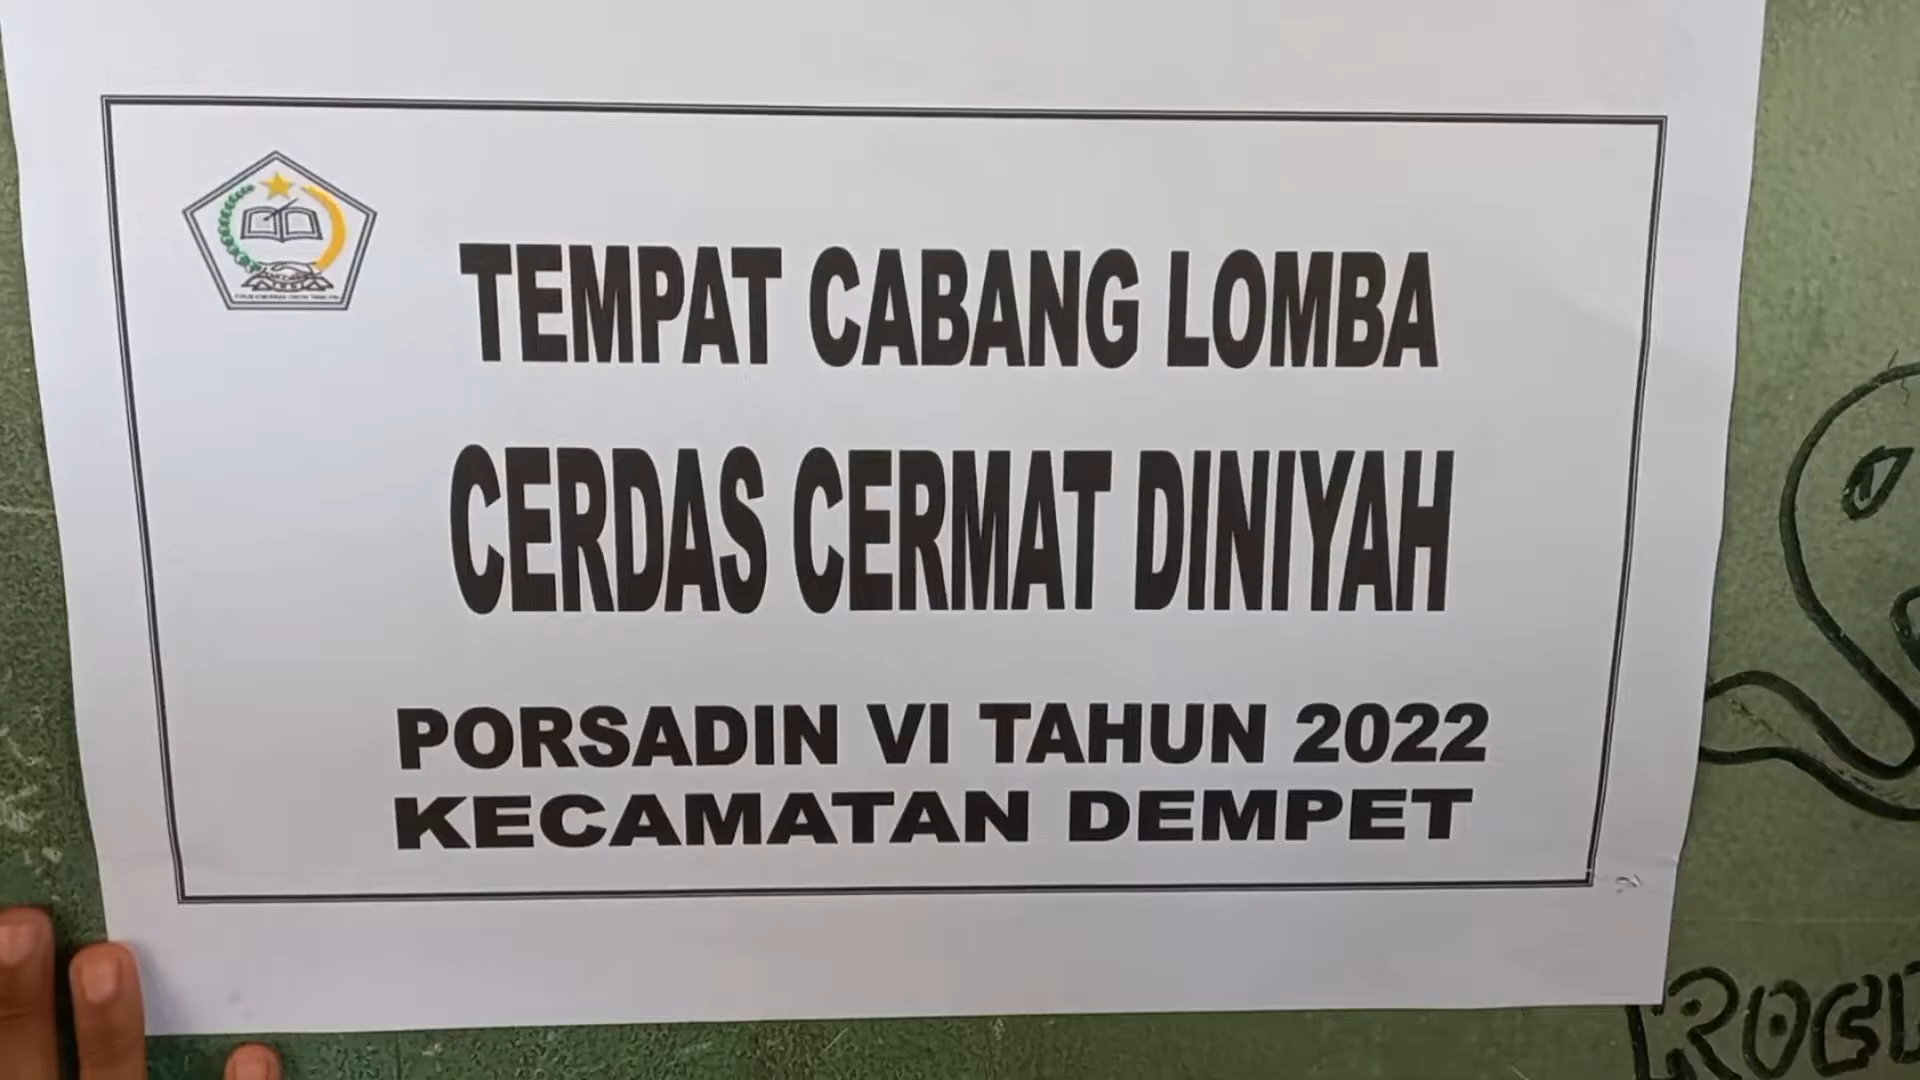 TEMPAT CABANG LOMBA
CERDAS CERMAT DINIYAH
PORSADIN VI TAHUN 2022
KECAMATAN DEMPET